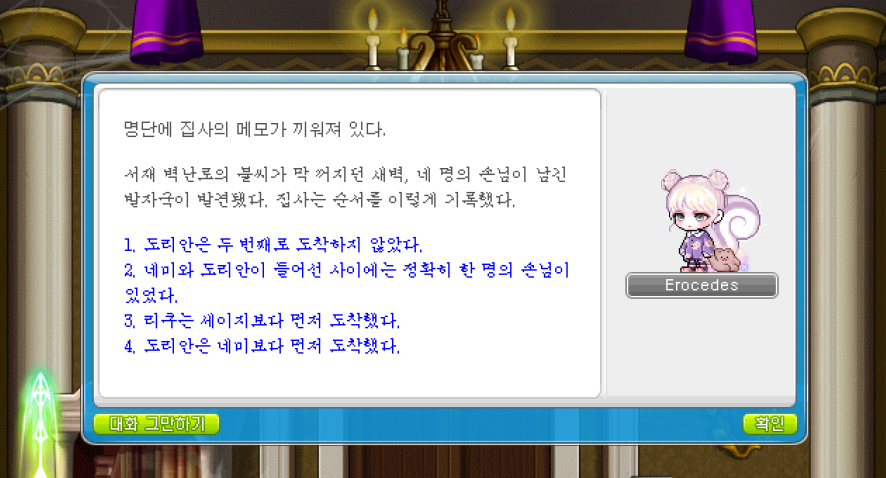 명단에 집사의 메모가 끼워져 있다.
서재 벽난로의 불씨가 막 꺼지던 새벽, 네 명의 손님이 남긴
발자국이 발견됐다. 집사는 순서를 이렇게 기록했다.
1. 도리안은 두 번째로 도착하지 않았다.
2. 네미와 도리안이 들어선 사이에는 정확히 한 명의 손님이
있었다.
3. 리쿠는 세이지보다 먼저 도착했다.
4. 도리안은 네미보다 먼저 도착했다.
Erocedes
대화 그만하기
확인